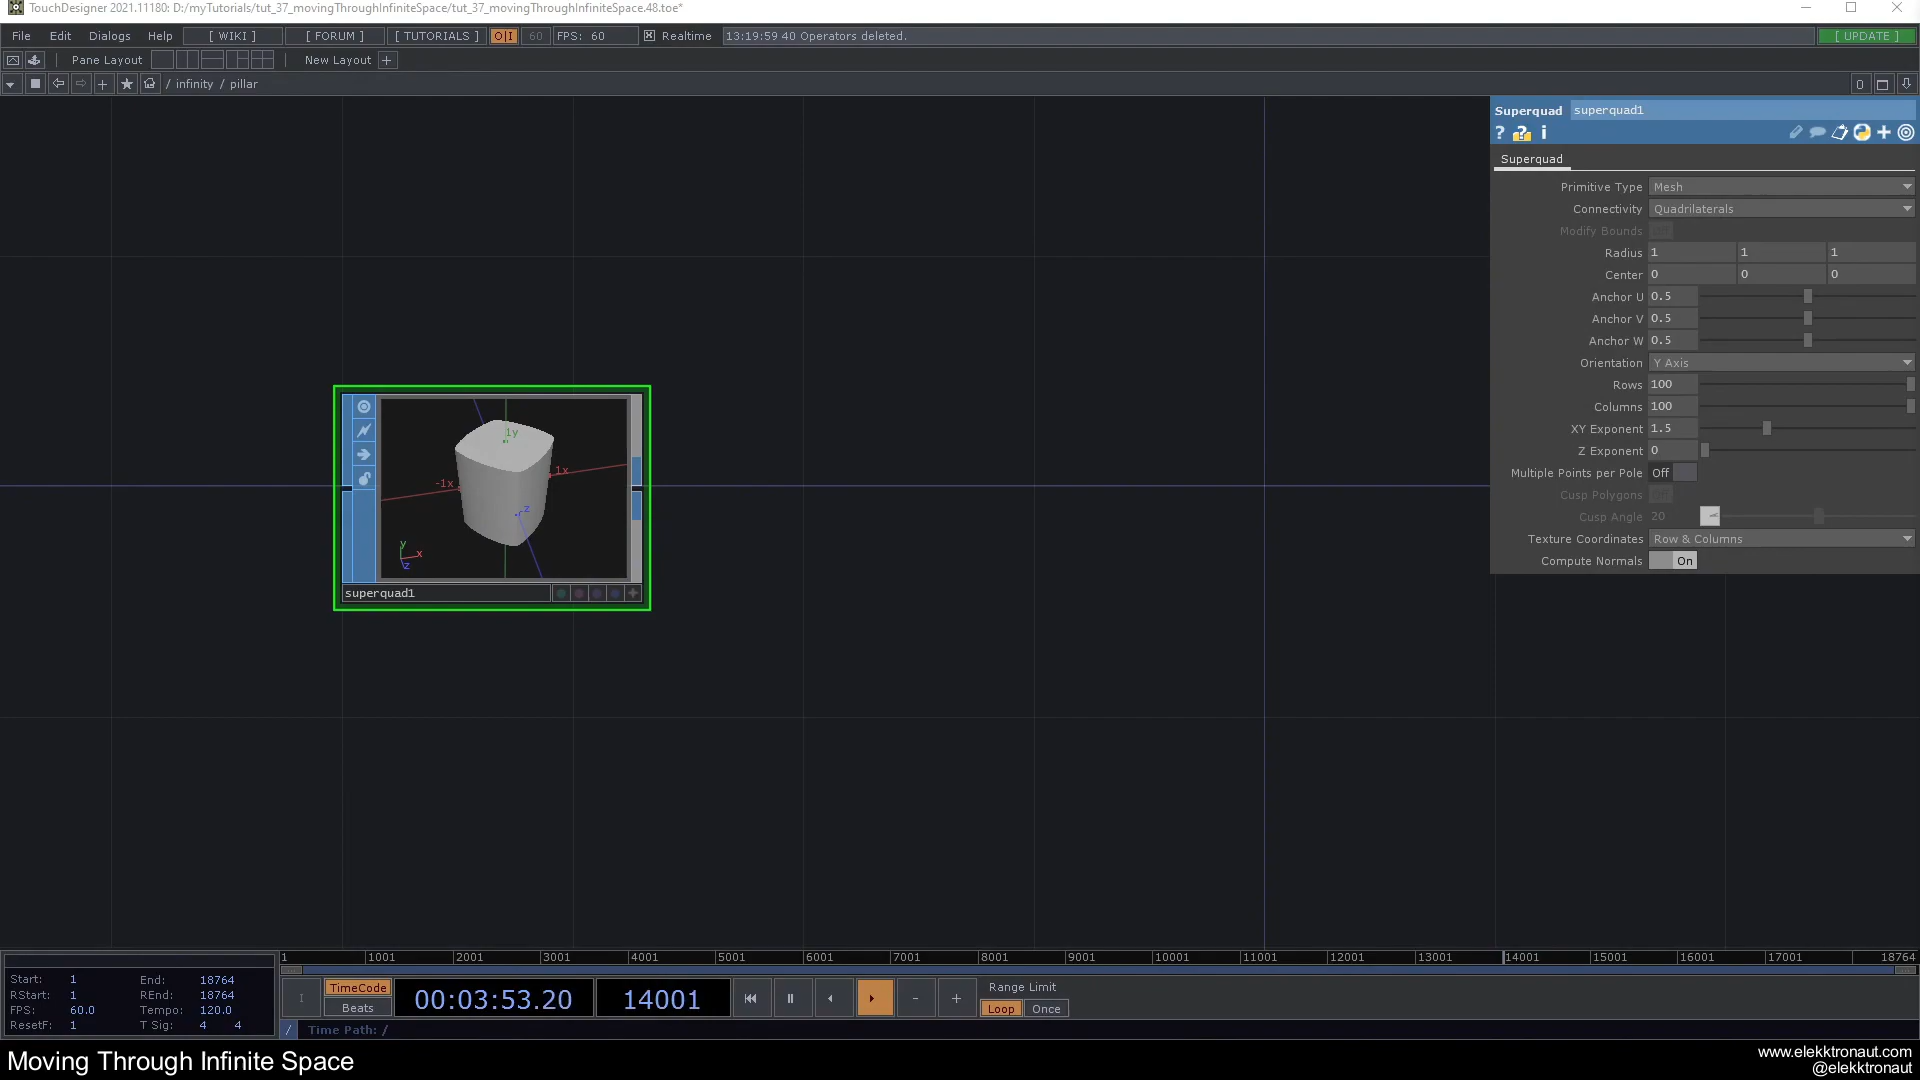 TouchDesigner 2021.11180: D:/myTutorials/tut_37_movingThroughInfiniteSpace/tut_37_movingThroughInfiniteSpace.48.toe*
File Edit Dialogs Help [ WIKI ] [ FORUM ] [ TUTORIALS ] O|I 60 FPS: 60 Realtime 13:19:59 40 Operators deleted. [ UPDATE ]
Pane Layout New Layout +
/ infinity / pillar 0
Superquad superquad1
? ? i
Superquad
Primitive Type Mesh
Connectivity Quadrilaterals
Modify Bounds
Radius 1 1 1
Center 0 0 0
Anchor U 0.5
Anchor V 0.5
Anchor W 0.5
Orientation Y Axis
Rows 100
Columns 100
XY Exponent 1.5
Z Exponent 0
Multiple Points per Pole Off
Cusp Polygons
Cusp Angle 20
Texture Coordinates Row & Columns
Compute Normals On
1y
1x
-1x
z
y
x
z
superquad1
1 1001 2001 3001 4001 5001 6001 7001 8001 9001 10001 11001 12001 13001 14001 15001 16001 17001 18764
Start: 1 End: 18764
RStart: 1 REnd: 18764
FPS: 60.0 Tempo: 120.0
ResetF: 1 T Sig: 4 4
TimeCode
Beats
00:03:53.20 14001
- +
Range Limit
Loop Once
/ Time Path: /
Moving Through Infinite Space
www.elekktronaut.com
@elekktronaut